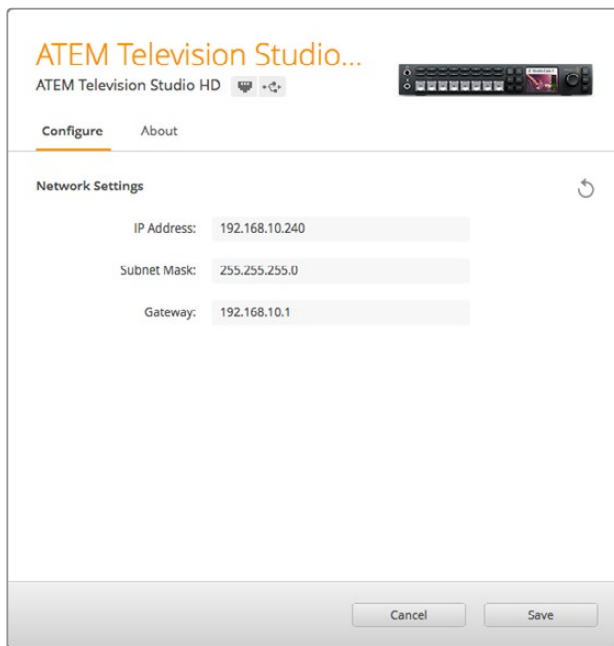 ATEM Television Studio...
ATEM Television Studio HD
Configure About
Network Settings
IP Address: 192.168.10.240
Subnet Mask: 255.255.255.0
Gateway: 192.168.10.1
Cancel Save